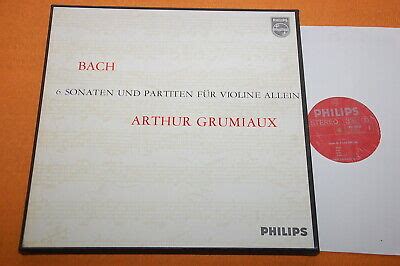 PHILIPS
BACH
6 SONATEN UND PARTITEN FÜR VIOLINE ALLEIN
ARTHUR GRUMIAUX
PHILIPS
PHILIPS
STEREO